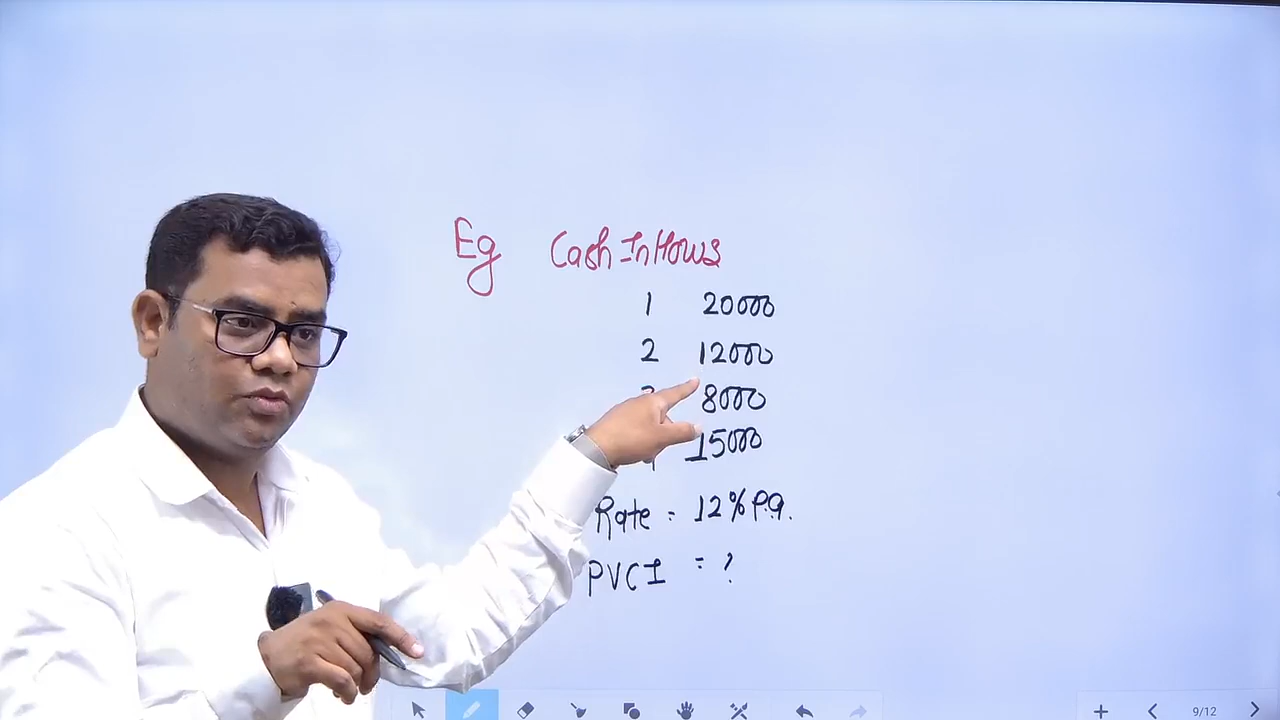 Eg Cash Inflows
1 20000
2 12000
8000
15000
Rate = 12% P.a.
PVCI = ?
9/12